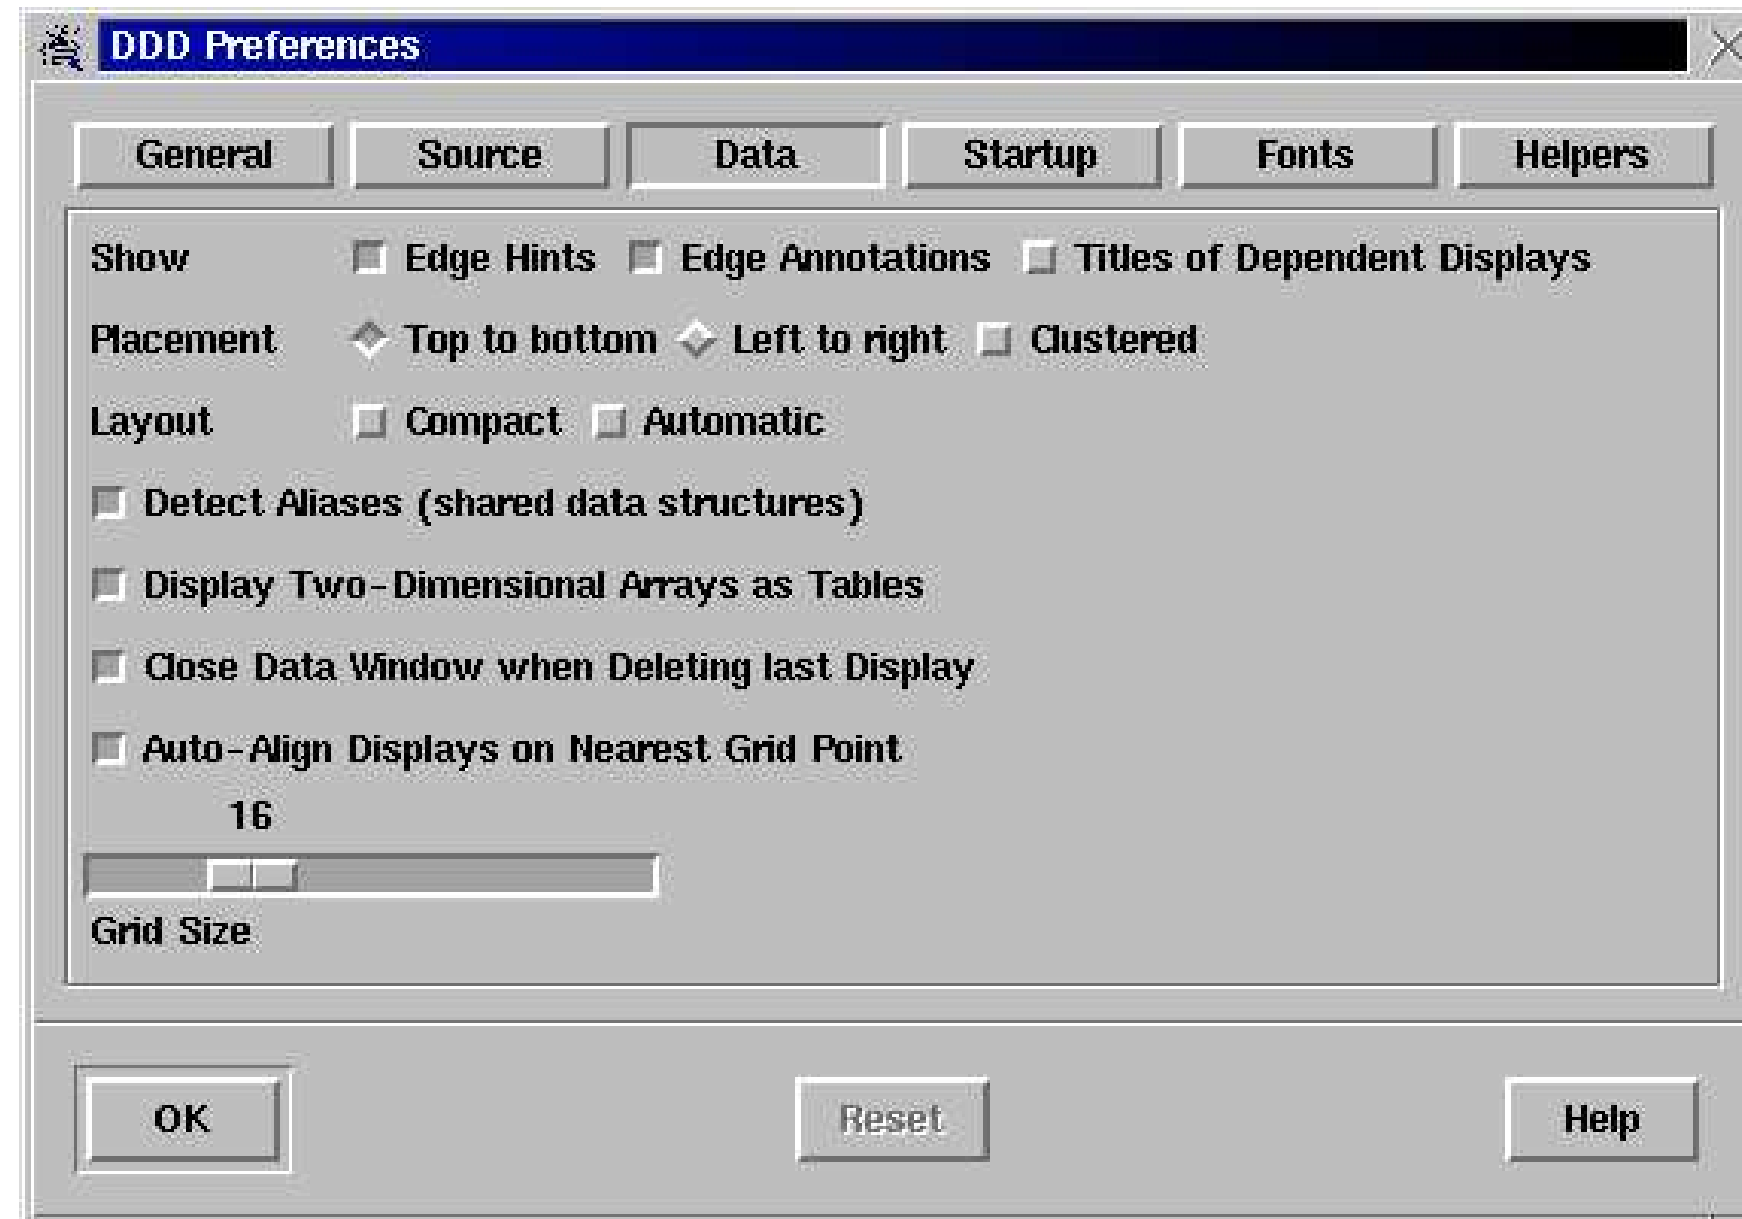 DDD Preferences
General Source Data Startup Fonts Helpers
Show Edge Hints Edge Annotations Titles of Dependent Displays
Placement Top to bottom Left to right Clustered
Layout Compact Automatic
Detect Aliases (shared data structures)
Display Two-Dimensional Arrays as Tables
Close Data Window when Deleting last Display
Auto-Align Displays on Nearest Grid Point
16
Grid Size
OK Reset Help